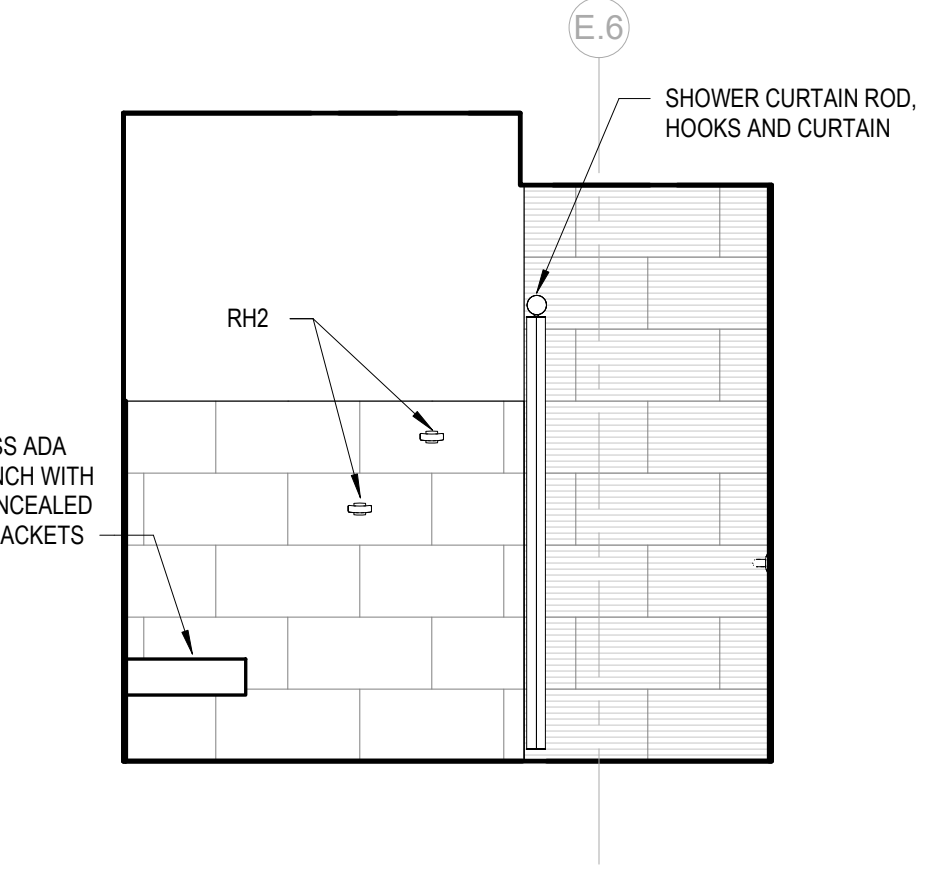 E.6
SHOWER CURTAIN ROD,
HOOKS AND CURTAIN
RH2
SS ADA
NCH WITH
NCEALED
ACKETS